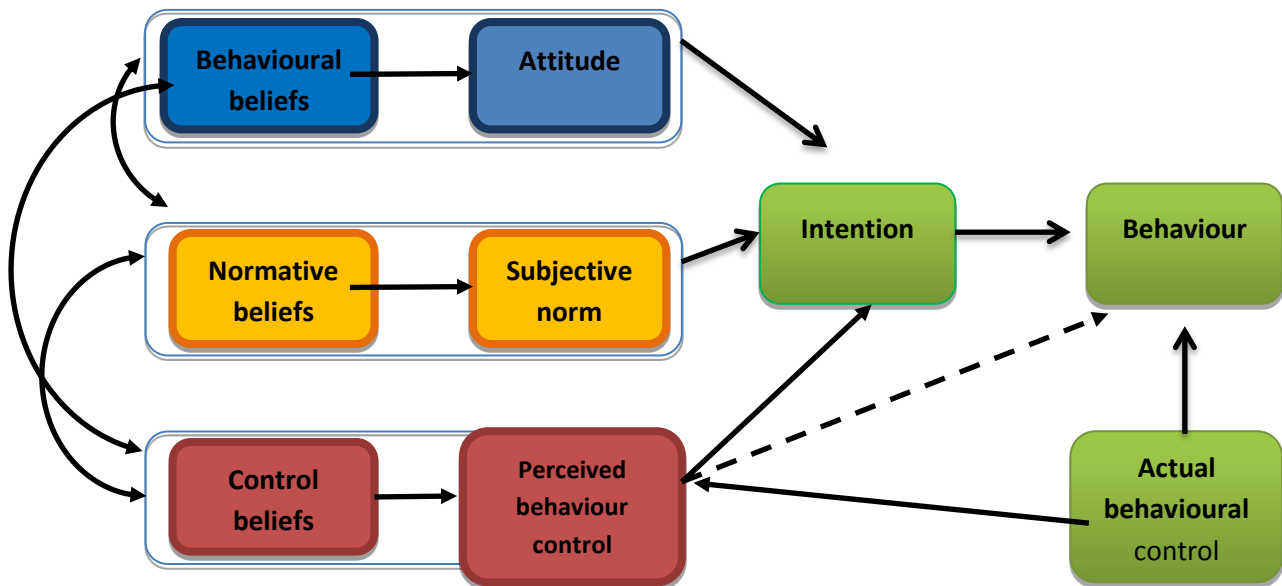 Behavioural
beliefs
Attitude
Intention
Behaviour
Normative
beliefs
Subjective
norm
Control
beliefs
Perceived
behaviour
control
Actual
behavioural
control